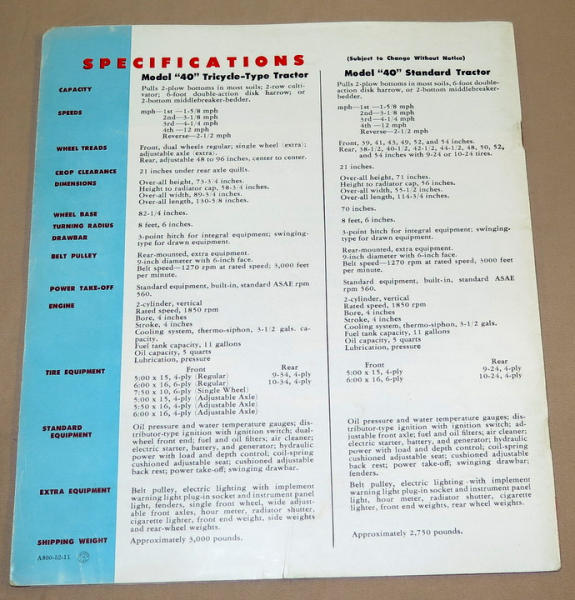 SPECIFICATIONS
(Subject to Change Without Notice)
Model "40" Tricycle-Type Tractor
CAPACITY
Pulls 2-plow bottoms in most soils; 2-row culti-
vator; 6-foot double-action disk harrow; or
2-bottom middlebreaker-bedder.
SPEEDS
mph—1st —1-5/8 mph
2nd—3-1/8 mph
3rd—4-1/4 mph
4th —12 mph
Reverse—2-1/2 mph
WHEEL TREADS
Front, dual wheels regular; single wheel (extra);
adjustable axle (extra).
Rear, adjustable 48 to 96 inches, center to center.
CROP CLEARANCE
21 inches under rear axle quills.
DIMENSIONS
Over-all height, 73-3/4 inches.
Height to radiator cap, 58-3/4 inches.
Over-all width, 89-3/4 inches.
Over-all length, 130-5/8 inches.
WHEEL BASE
82-1/4 inches.
TURNING RADIUS
8 feet, 6 inches.
DRAWBAR
3-point hitch for integral equipment; swinging-
type for drawn equipment.
BELT PULLEY
Rear-mounted, extra equipment.
9-inch diameter with 6-inch face.
Belt speed—1270 rpm at rated speed; 3,000 feet
per minute.
POWER TAKE-OFF
Standard equipment, built-in, standard ASAE rpm
560.
ENGINE
2-cylinder, vertical
Rated speed, 1850 rpm
Bore, 4 inches
Stroke, 4 inches
Cooling system, thermo-siphon, 3-1/2 gals. ca-
pacity.
Fuel tank capacity, 11 gallons
Oil capacity, 5 quarts
Lubrication, pressure
TIRE EQUIPMENT
Front Rear
5:00 x 15, 4-ply (Regular) 9-34, 4-ply
6:00 x 16, 6-ply (Regular) 10-34, 4-ply
7:50 x 10, 6-ply (Single Wheel)
5:00 x 15, 4-ply (Adjustable Axle)
5:50 x 16, 4-ply (Adjustable Axle)
6:00 x 16, 6-ply (Adjustable Axle)
STANDARD
EQUIPMENT
Oil pressure and water temperature gauges; dis-
tributor-type ignition with ignition switch; dual-
wheel front end; fuel and oil filters; air cleaner;
electric starter, battery, and generator; hydraulic
power with load and depth control; coil-spring
cushioned adjustable seat; cushioned adjustable
back rest; power take-off; swinging drawbar.
EXTRA EQUIPMENT
Belt pulley, electric lighting with implement
warning light plug-in socket and instrument panel
light, fenders, single front wheel, wide adjust-
able front axles, hour meter, radiator shutter,
cigarette lighter, front end weight, side weights
and rear-wheel weights.
SHIPPING WEIGHT
Approximately 3,000 pounds.
A800-52-11
Model "40" Standard Tractor
Pulls 2-plow bottoms in most soils, 6-foot double-
action disk harrow, or 2-bottom middlebreaker-
bedder.
mph—1st —1-5/8 mph
2nd—3-1/8 mph
3rd—4-1/4 mph
4th —12 mph
Reverse—2-1/2 mph
Front, 39, 41, 43, 49, 52, and 54 inches.
Rear, 38-1/2, 40-1/2, 42-1/2, 44-1/2, 48, 50, 52,
and 54 inches with 9-24 or 10-24 tires.
21 inches.
Over-all height, 71 inches.
Height to radiator cap, 56 inches.
Over-all width, 55-1/2 inches.
Over-all length, 114-3/4 inches.
70 inches.
8 feet, 6 inches.
3-point hitch for integral equipment; swinging-
type for drawn equipment.
Rear-mounted, extra equipment.
9-inch diameter with 6-inch face.
Belt speed—1270 rpm at rated speed, 3000 feet
per minute.
Standard equipment, built-in, standard ASAE
rpm 560.
2-cylinder, vertical
Rated speed, 1850 rpm
Bore, 4 inches
Stroke, 4 inches
Cooling system, thermo-siphon, 3-1/2 gals.
Fuel tank capacity, 11 gallons
Oil capacity, 5 quarts
Lubrication, pressure
Front Rear
5:00 x 15, 4-ply 9-24, 4-ply
6:00 x 16, 6-ply 10-24, 4-ply
Oil pressure and water temperature gauges; dis-
tributor-type ignition with ignition switch; ad-
justable front axle; fuel and oil filters; air cleaner;
electric starter, battery, and generator; hydraulic
power with load and depth control; coil-spring
cushioned adjustable seat, cushioned adjustable
back rest; power take-off; swinging drawbar;
fenders.
Belt pulley, electric lighting with implement
warning light plug-in socket and instrument panel
light, hour meter, radiator shutter, cigarette
lighter, front end weights, rear wheel weights.
Approximately 2,750 pounds.